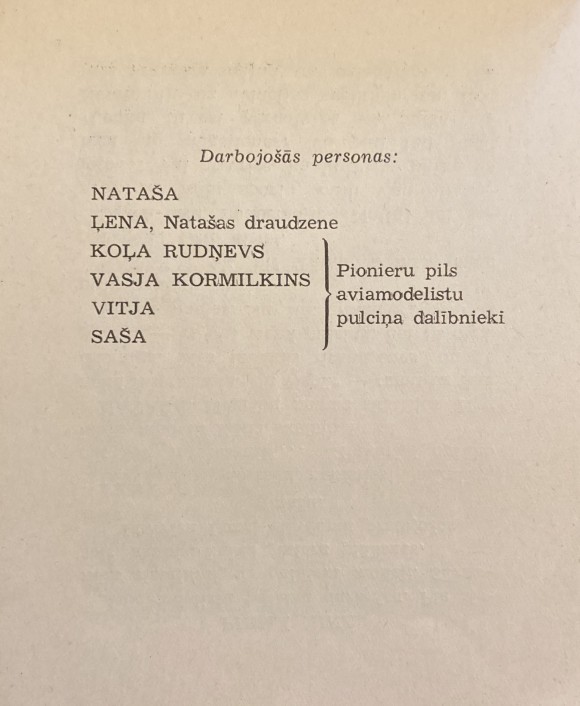 Darbojošās personas:
NATAŠA
ĻENA, Natašas draudzene
KOĻA RUDŅEVS
VASJA KORMILKINS
VITJA
SAŠA
Pionieru pils
aviamodelistu
pulciņa dalībnieki